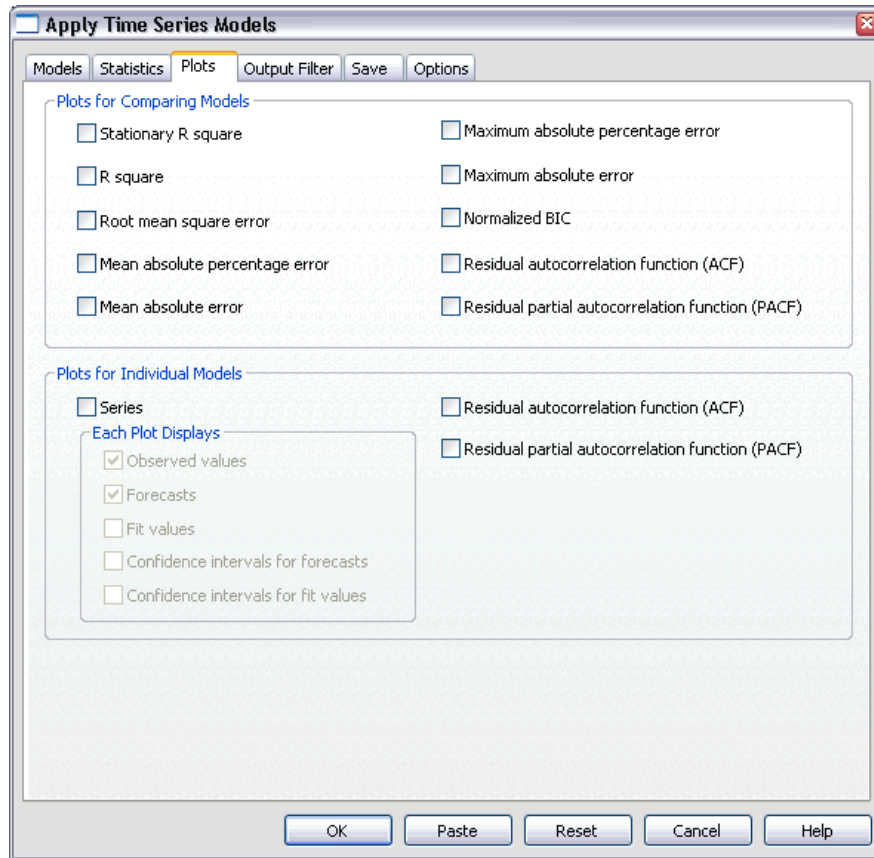 Apply Time Series Models
Models Statistics Plots Output Filter Save Options
Plots for Comparing Models
Stationary R square
R square
Root mean square error
Mean absolute percentage error
Mean absolute error
Maximum absolute percentage error
Maximum absolute error
Normalized BIC
Residual autocorrelation function (ACF)
Residual partial autocorrelation function (PACF)
Plots for Individual Models
Series
Each Plot Displays
Observed values
Forecasts
Fit values
Confidence intervals for forecasts
Confidence intervals for fit values
Residual autocorrelation function (ACF)
Residual partial autocorrelation function (PACF)
OK Paste Reset Cancel Help